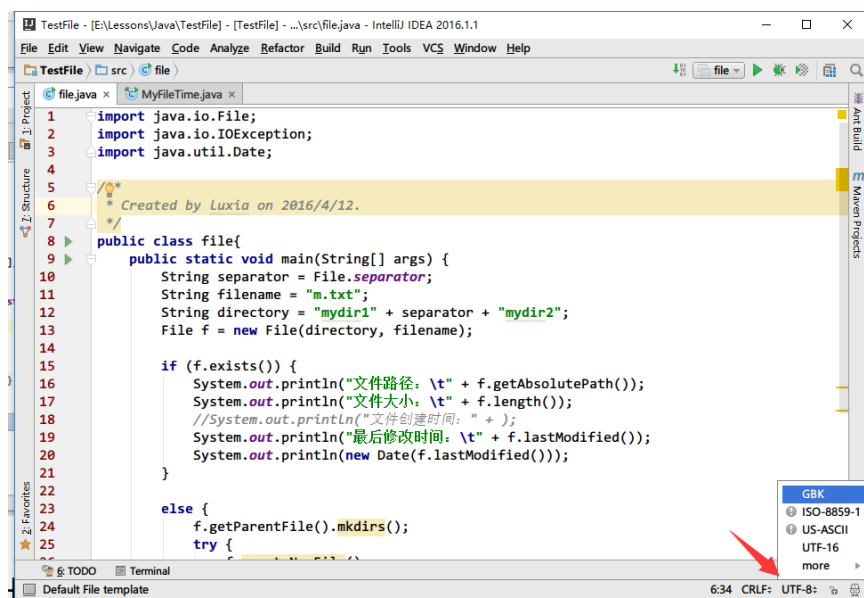 TestFile - [E:\Lessons\Java\TestFile] - [TestFile] - ...\src\file.java - IntelliJ IDEA 2016.1.1
File Edit View Navigate Code Analyze Refactor Build Run Tools VCS Window Help
TestFile src file
file
file.java MyFileTime.java
1: Project
7: Structure
2: Favorites
Ant Build
Maven Projects
1 import java.io.File;
2 import java.io.IOException;
3 import java.util.Date;
4
5 /**
6 * Created by luxia on 2016/4/12.
7 */
8 public class file{
9 public static void main(String[] args) {
10 String separator = File.separator;
11 String filename = "m.txt";
12 String directory = "mydir1" + separator + "mydir2";
13 File f = new File(directory, filename);
14
15 if (f.exists()) {
16 System.out.println("文件路径：\t" + f.getAbsolutePath());
17 System.out.println("文件大小：\t" + f.length());
18 //System.out.println("文件创建时间：" + );
19 System.out.println("最后修改时间：\t" + f.lastModified());
20 System.out.println(new Date(f.lastModified()));
21 }
22
23 else {
24 f.getParentFile().mkdirs();
25 try {
GBK
ISO-8859-1
US-ASCII
UTF-16
more
6: TODO Terminal
Default File template 6:34 CRLF UTF-8